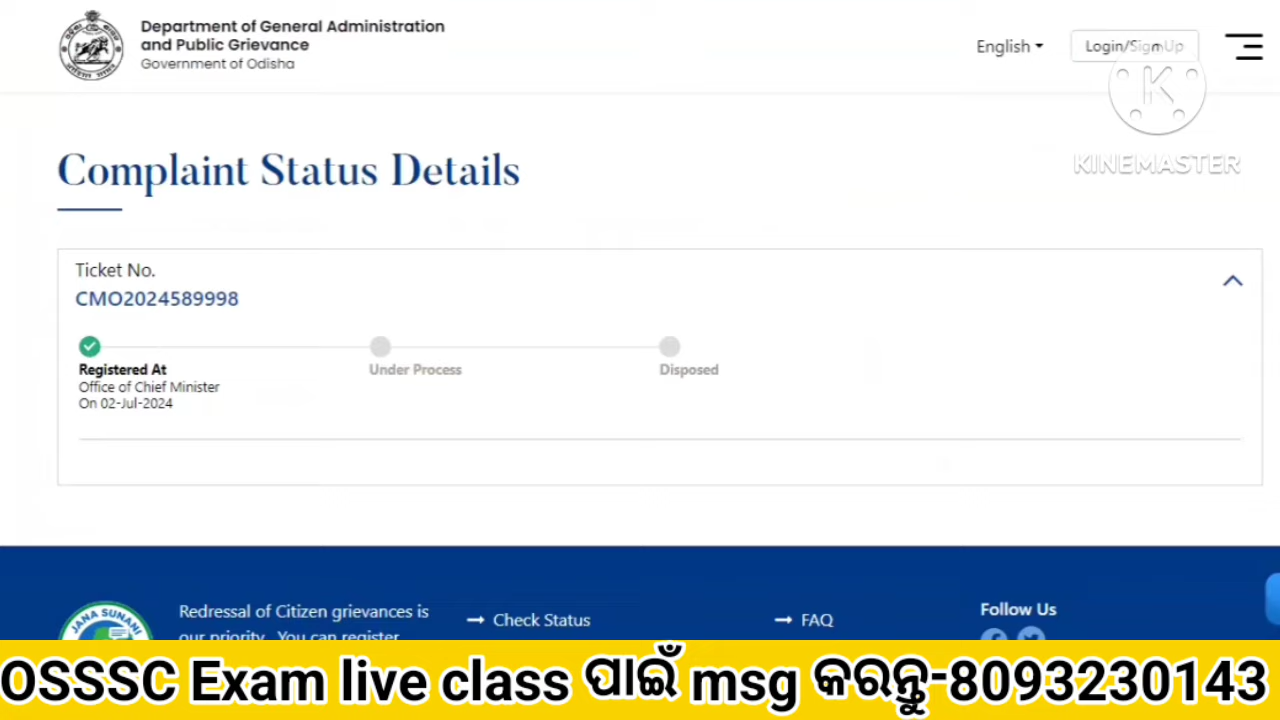 Department of General Administration
and Public Grievance
Government of Odisha
English
Login/SignUp
K
KINEMASTER
Complaint Status Details
Ticket No.
CMO2024589998
Registered At
Under Process
Disposed
Office of Chief Minister
On 02-Jul-2024
JANA SUNANI
Redressal of Citizen grievances is
→ Check Status
→ FAQ
Follow Us
our priority. You can register
OSSSC Exam live class ପାଇଁ msg କରନ୍ତୁ-8093230143